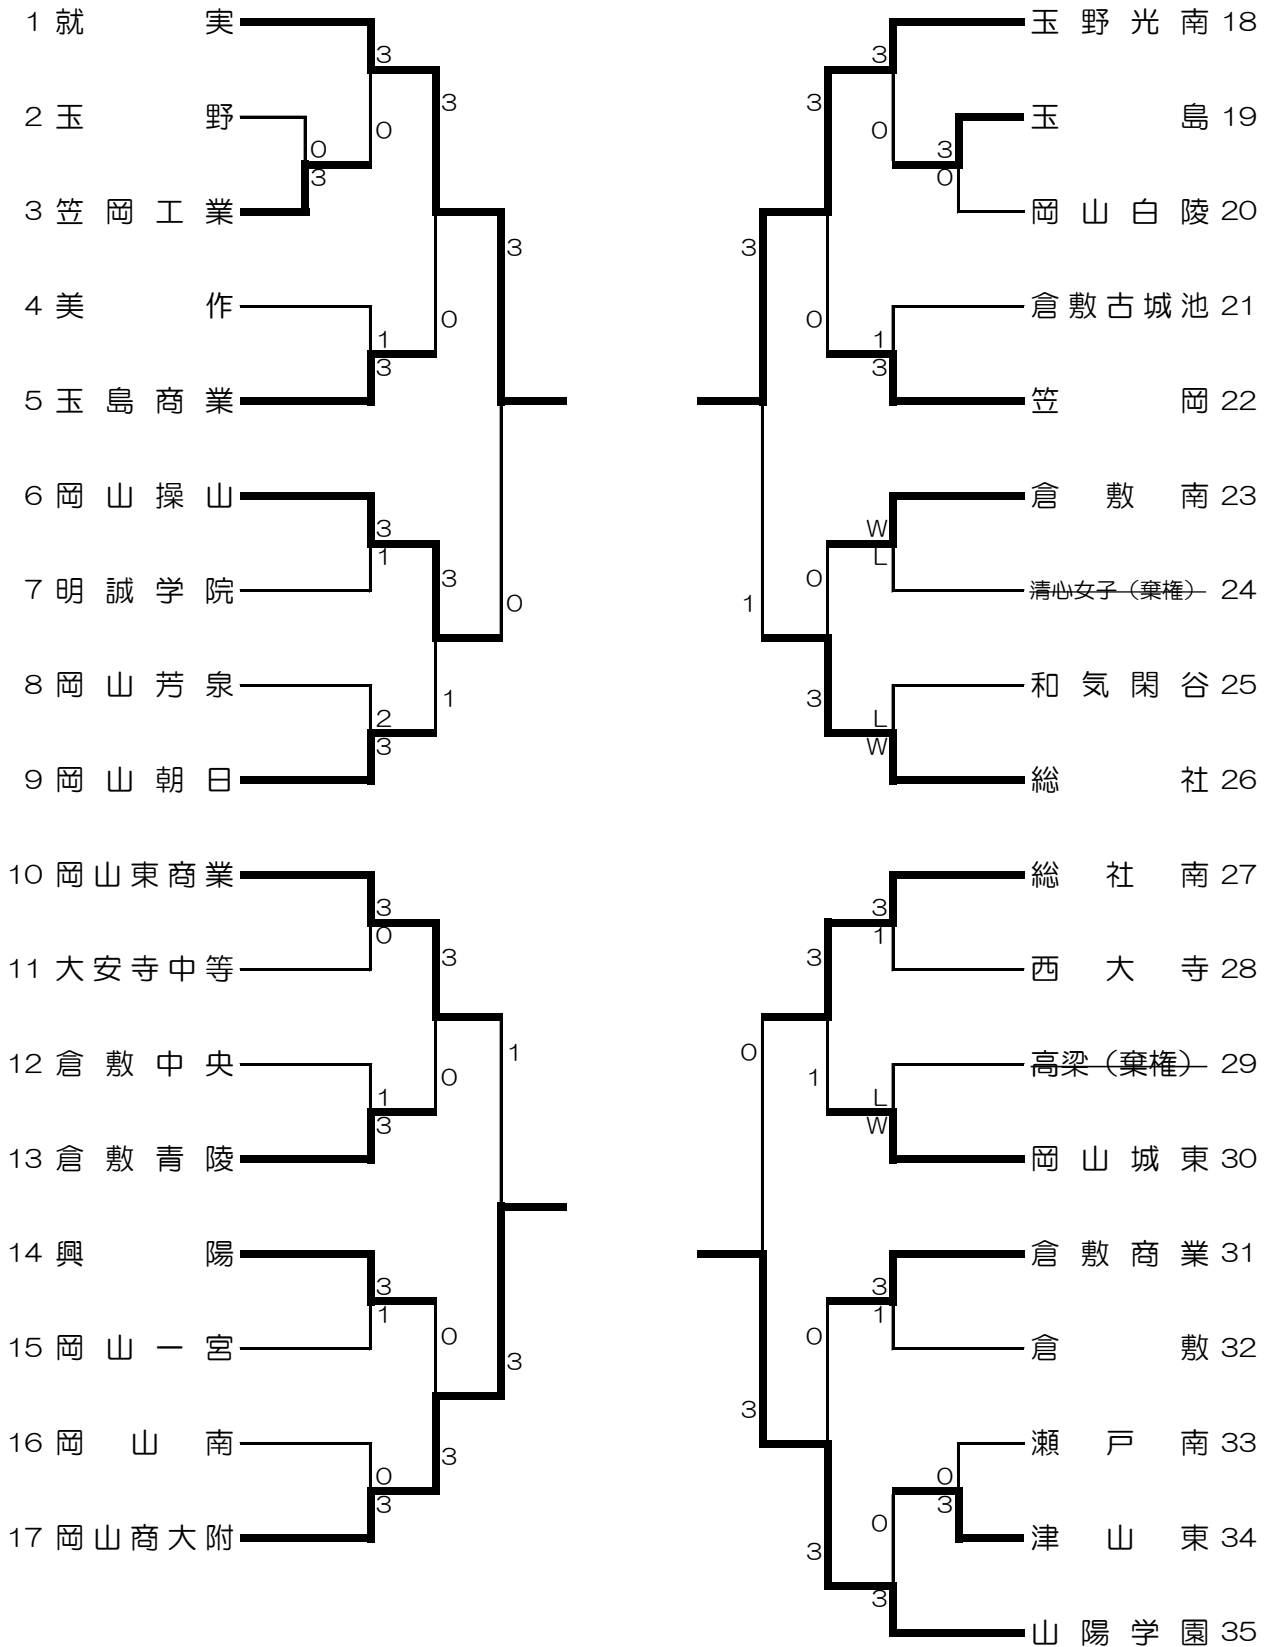 1 就実
3
2 玉野
0
3
0
3
3 笠岡工業
3
4 美作
0
1
3
5 玉島商業
6 岡山操山
3
1
3
7 明誠学院
0
8 岡山芳泉
1
2
3
9 岡山朝日
10 岡山東商業
3
0
3
11 大安寺中等
1
12 倉敷中央
0
1
3
13 倉敷青陵
14 興陽
3
1
0
15 岡山一宮
3
16 岡山南
3
0
3
17 岡山商大附
玉野光南 18
3
3
玉島 19
0
3
0
岡山白陵 20
3
倉敷古城池 21
0
1
3
笠岡 22
倉敷南 23
W
L
0
清心女子（棄権） 24
1
和気閑谷 25
3
L
W
総社 26
総社南 27
3
1
3
西大寺 28
0
高梁（棄権） 29
1
L
W
岡山城東 30
倉敷商業 31
3
1
0
倉敷 32
3
瀬戸南 33
0
3
0
津山東 34
3
3
山陽学園 35